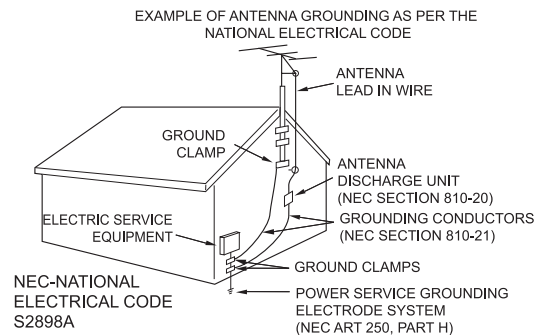 EXAMPLE OF ANTENNA GROUNDING AS PER THE
NATIONAL ELECTRICAL CODE
ANTENNA
LEAD IN WIRE
GROUND
CLAMP
ANTENNA
DISCHARGE UNIT
(NEC SECTION 810-20)
ELECTRIC SERVICE
EQUIPMENT
GROUNDING CONDUCTORS
(NEC SECTION 810-21)
GROUND CLAMPS
NEC-NATIONAL
ELECTRICAL CODE
S2898A
POWER SERVICE GROUNDING
ELECTRODE SYSTEM
(NEC ART 250, PART H)